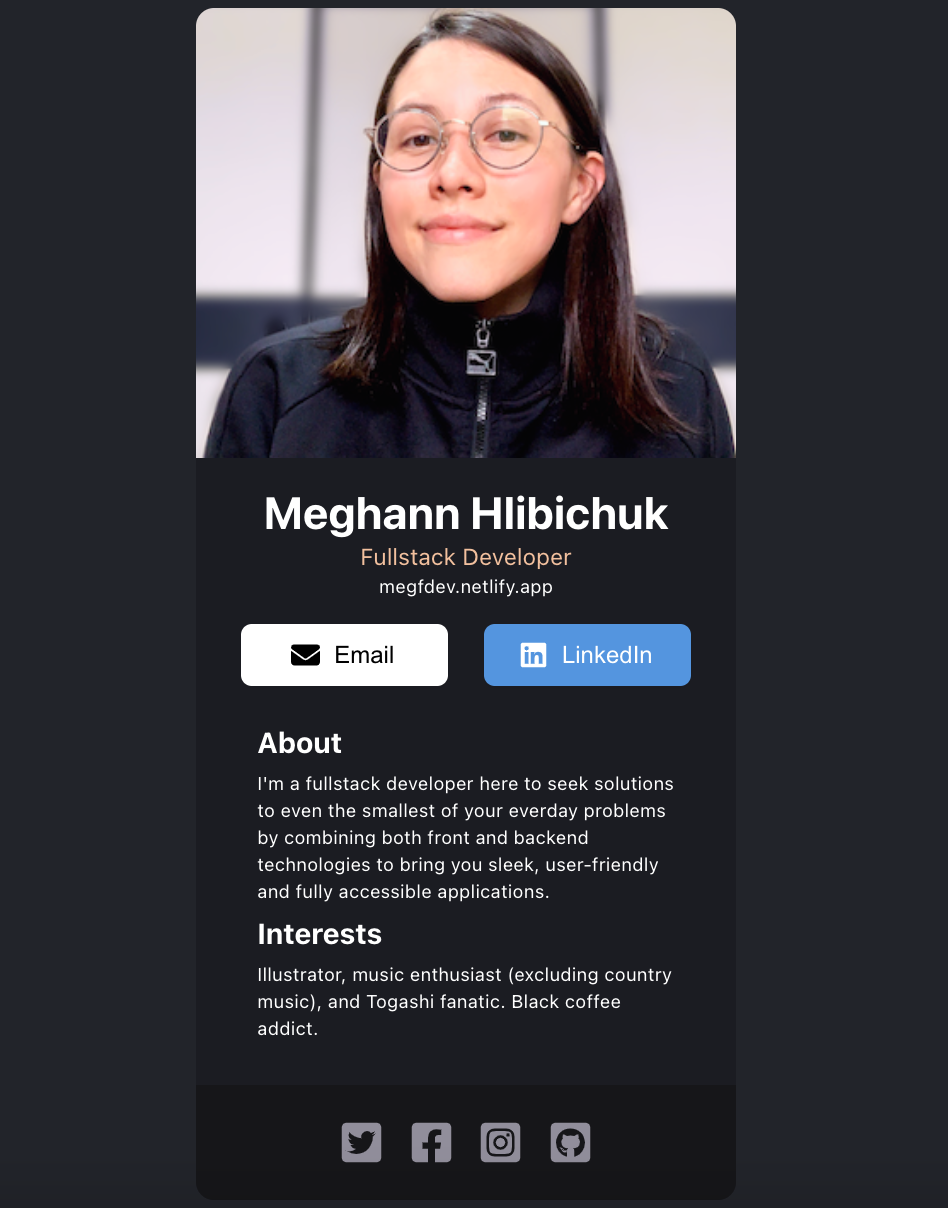 Meghann Hlibichuk
Fullstack Developer
megfdev.netlify.app
Email
LinkedIn
About
I'm a fullstack developer here to seek solutions
to even the smallest of your everday problems
by combining both front and backend
technologies to bring you sleek, user-friendly
and fully accessible applications.
Interests
Illustrator, music enthusiast (excluding country
music), and Togashi fanatic. Black coffee
addict.